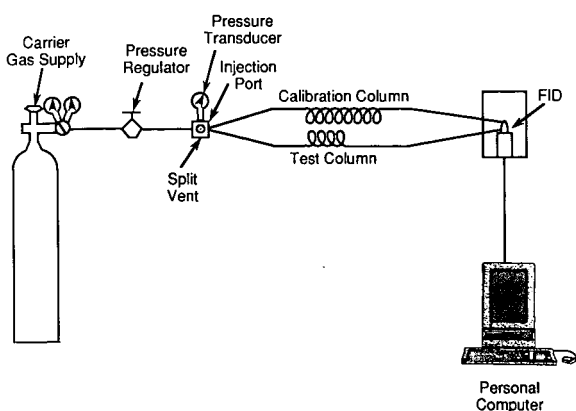 Carrier
Gas Supply
Pressure
Regulator
Pressure
Transducer
Injection
Port
Split
Vent
Calibration Column
Test Column
FID
Personal
Computer